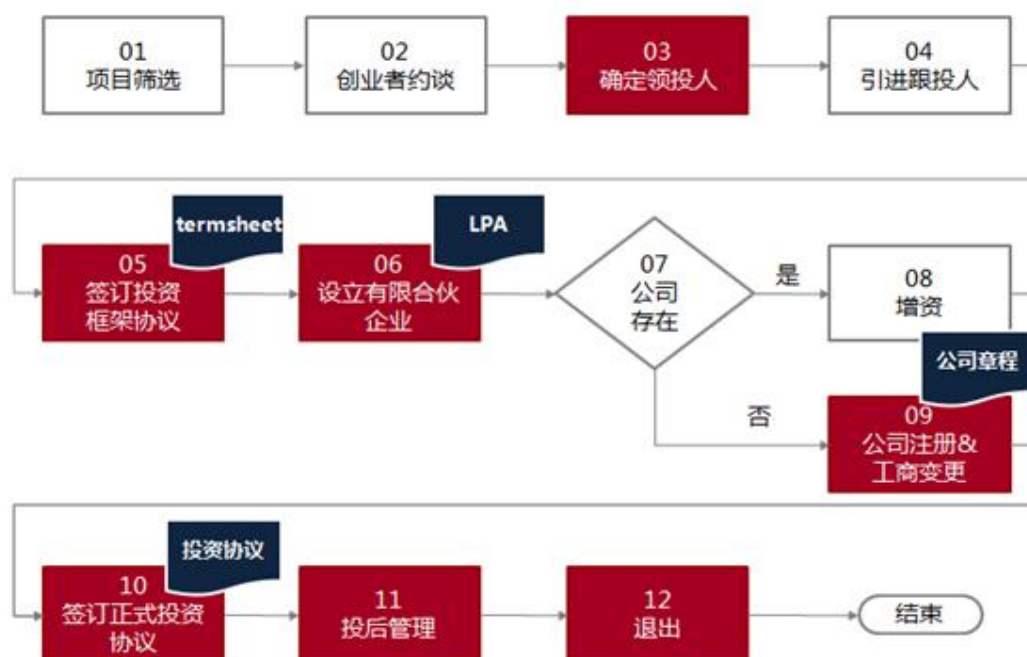 01
项目筛选
02
创业者约谈
03
确定领投人
04
引进跟投人
termsheet
05
签订投资
框架协议
LPA
06
设立有限合伙
企业
07
公司
存在
是
08
增资
公司章程
否
09
公司注册&
工商变更
投资协议
10
签订正式投资
协议
11
投后管理
12
退出
结束